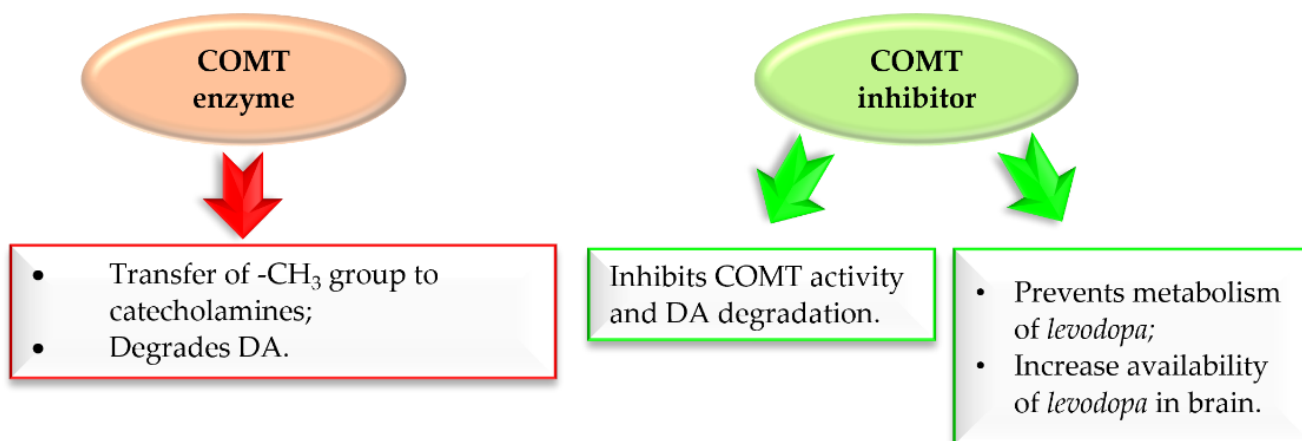 COMT
enzyme
COMT
inhibitor
• Transfer of -CH₃ group to
catecholamines;
• Degrades DA.
Inhibits COMT activity
and DA degradation.
• Prevents metabolism
of levodopa;
• Increase availability
of levodopa in brain.